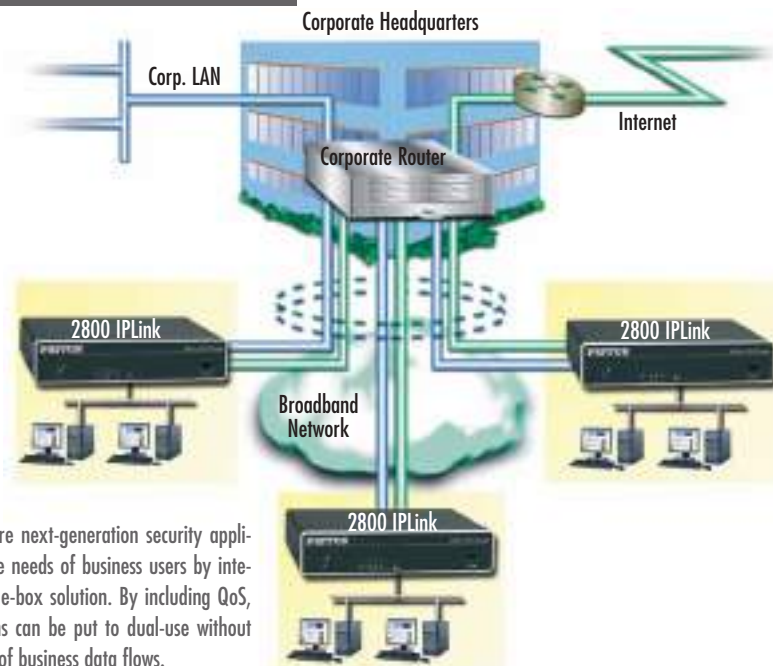 Corporate Headquarters
Corp. LAN
Internet
Corporate Router
2800 IPLink
2800 IPLink
Broadband
Network
2800 IPLink
re next-generation security appli-
e needs of business users by inte-
e-box solution. By including QoS,
ns can be put to dual-use without
of business data flows.